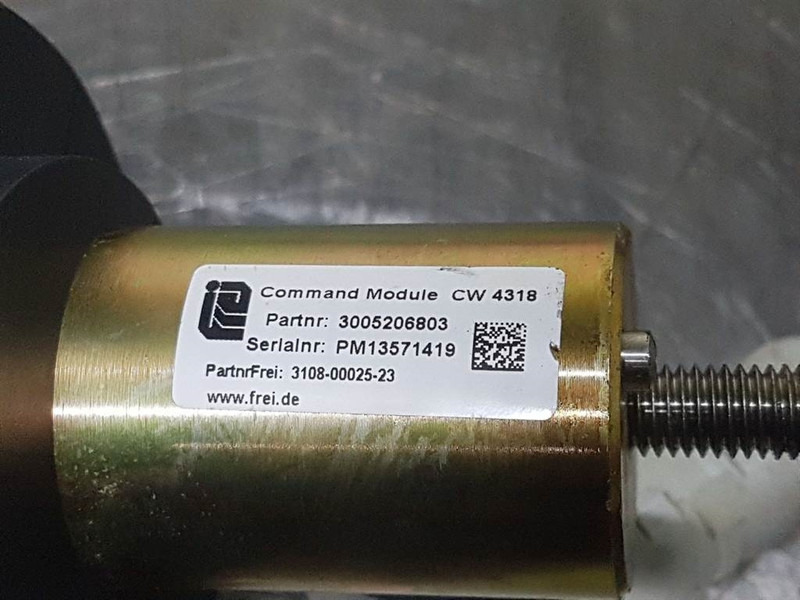 Command Module CW 4318
Partnr: 3005206803
Serialnr: PM13571419
PartnrFrei: 3108-00025-23
www.frei.de